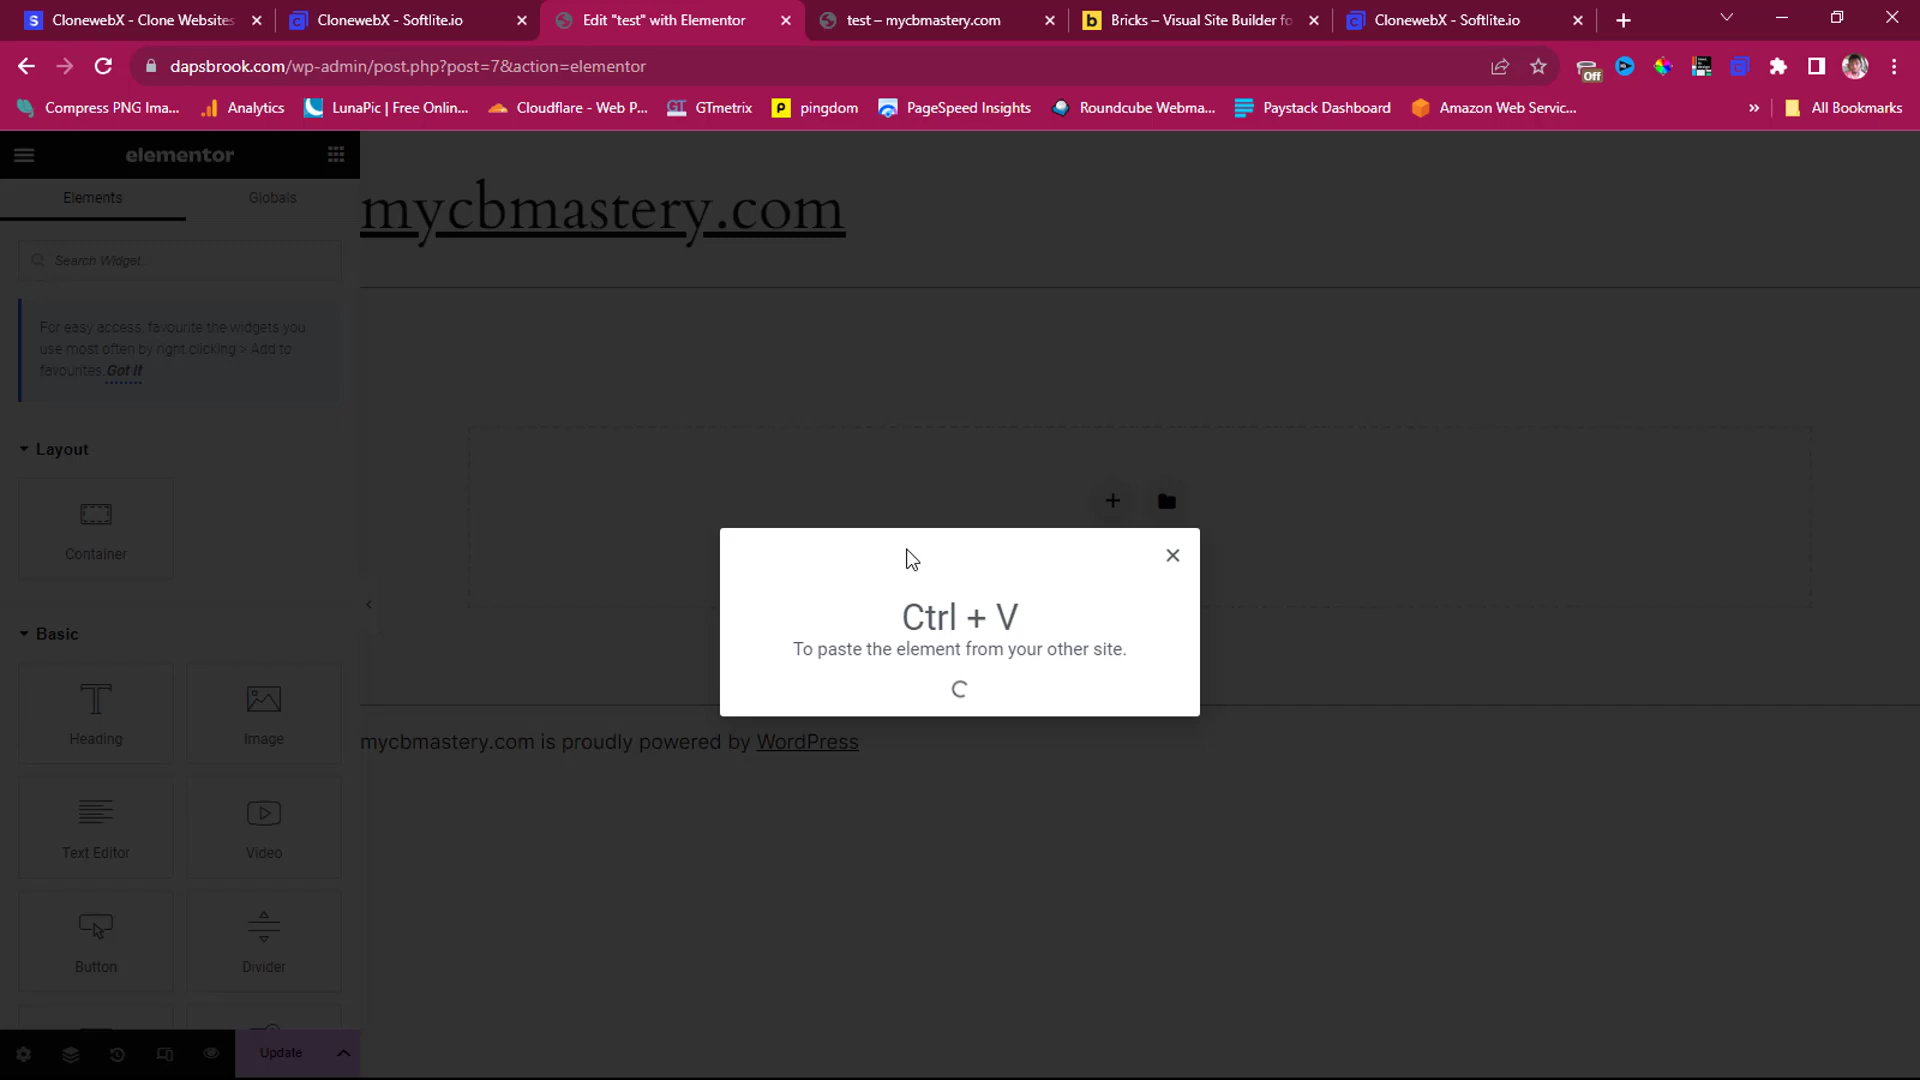 ClonewebX - Clone Websites
ClonewebX - Softlite.io
Edit "test" with Elementor
test – mycbmastery.com
Bricks – Visual Site Builder fo
ClonewebX - Softlite.io
dapsbrook.com/wp-admin/post.php?post=7&action=elementor
Off
Compress PNG Ima...
Analytics
LunaPic | Free Onlin...
Cloudflare - Web P...
GTmetrix
pingdom
PageSpeed Insights
Roundcube Webma...
Paystack Dashboard
Amazon Web Servic...
»
All Bookmarks
elementor
Elements
Globals
Search Widget...
For easy access, favourite the widgets you
use most often by right clicking > Add to
favourites. Got It
Layout
Container
Basic
Heading
Image
Text Editor
Video
Button
Divider
Update
mycbmastery.com
Ctrl + V
To paste the element from your other site.
mycbmastery.com is proudly powered by WordPress